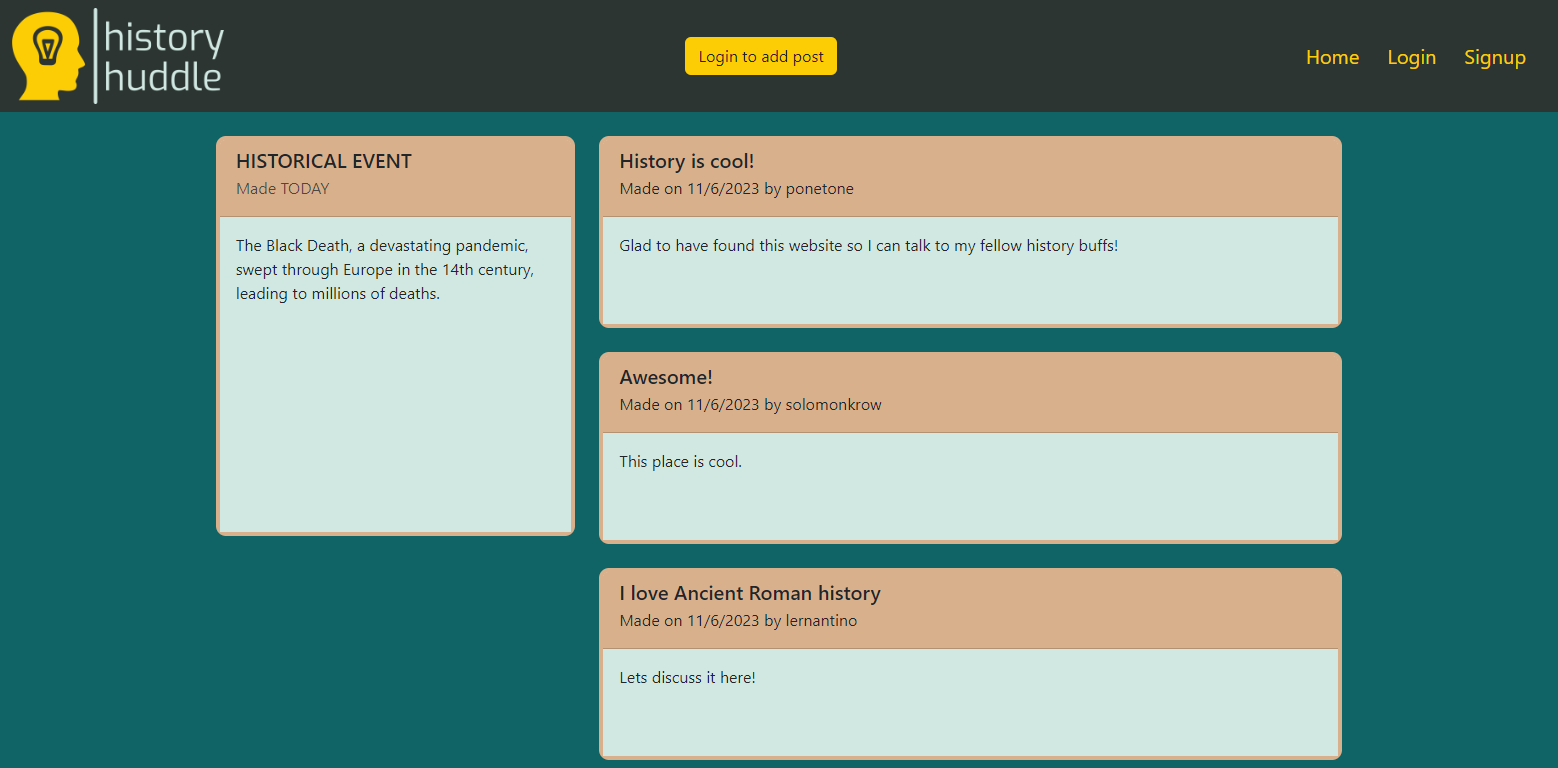 history
huddle
Login to add post
Home Login Signup
HISTORICAL EVENT
Made TODAY
The Black Death, a devastating pandemic,
swept through Europe in the 14th century,
leading to millions of deaths.
History is cool!
Made on 11/6/2023 by ponetone
Glad to have found this website so I can talk to my fellow history buffs!
Awesome!
Made on 11/6/2023 by solomonkrow
This place is cool.
I love Ancient Roman history
Made on 11/6/2023 by lernantino
Lets discuss it here!